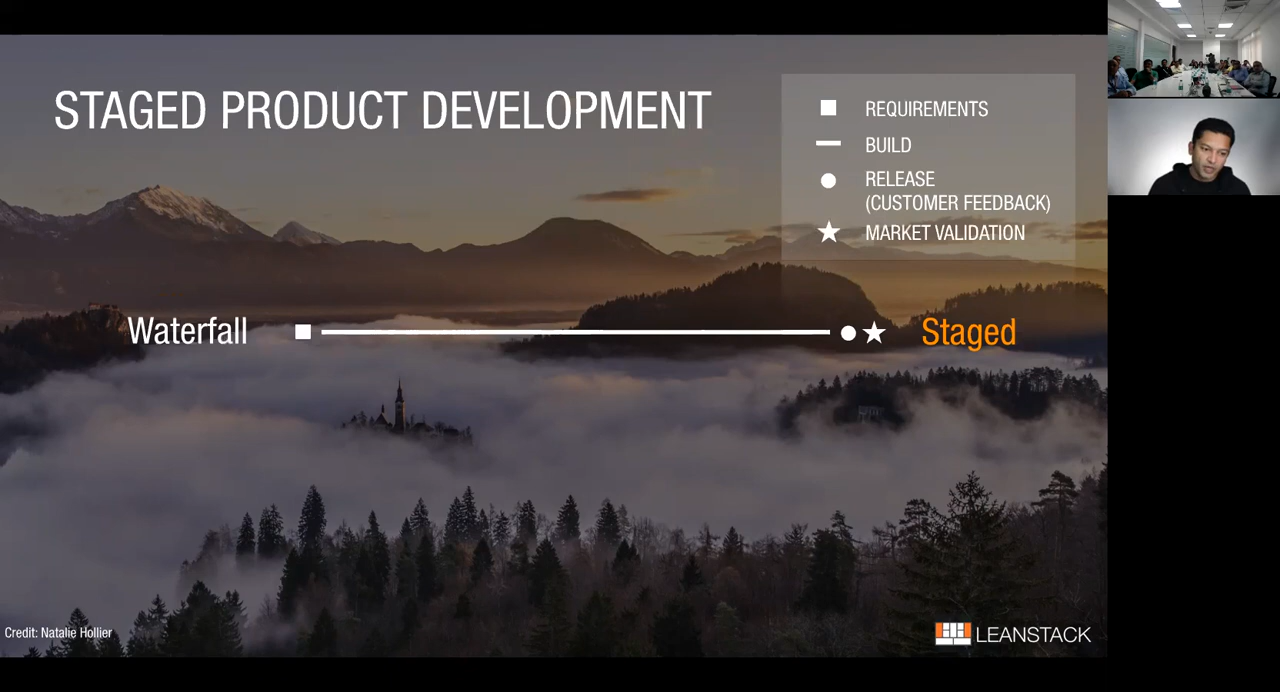 STAGED PRODUCT DEVELOPMENT
REQUIREMENTS
BUILD
RELEASE
(CUSTOMER FEEDBACK)
MARKET VALIDATION
Waterfall
Staged
Credit: Natalie Hollier
LEANSTACK